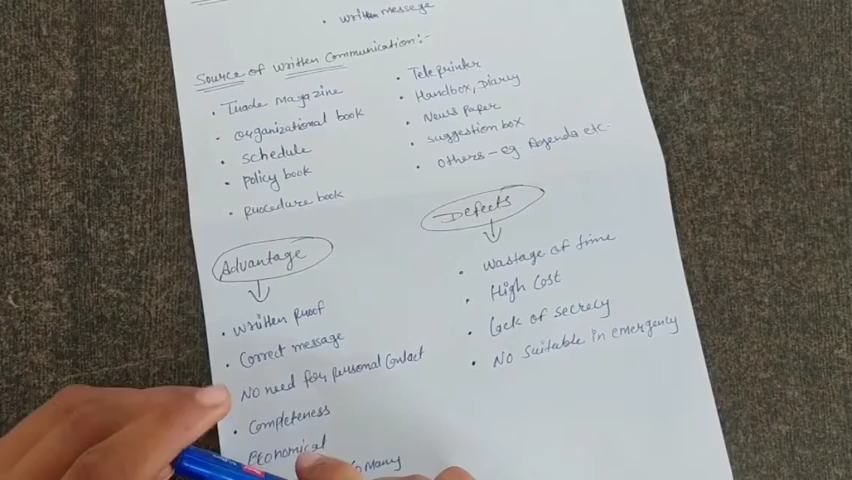 • written message
Source of written Communication:-
• Trade Magazine
• organizational book
• schedule
• policy book
• procedure book
• Teleprinter
• Handbox, Diary
• News Paper
• suggestion box
• others - eg. Agenda etc.
Advantage
• written proof
• Correct message
No need for personal Contact
• Completeness
Economical
Many
Defects
• Wastage of time
• High Cost
• Lack of secrecy
• No suitable in emergency